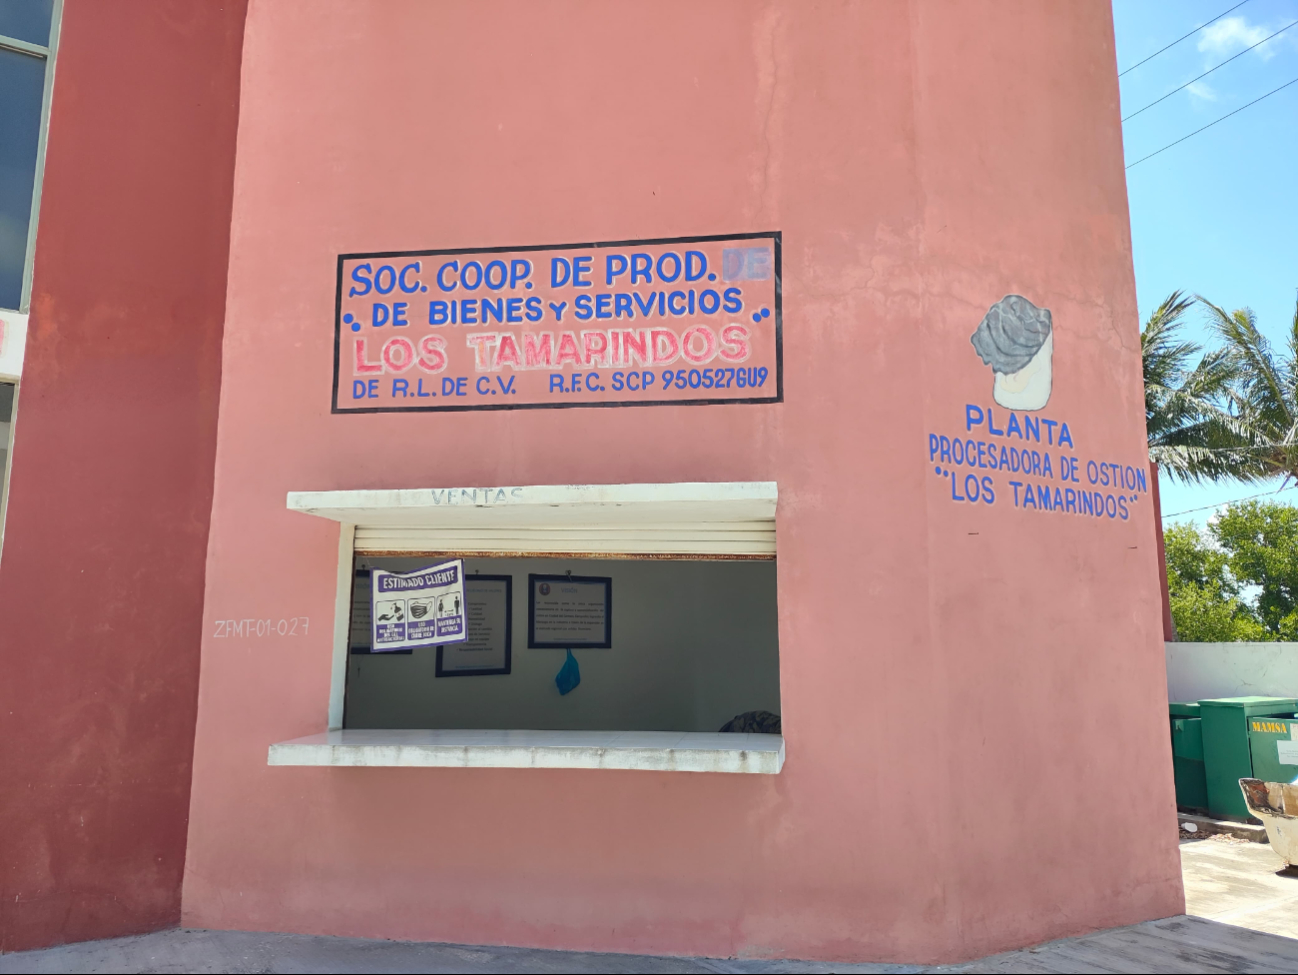 SOC. COOP. DE PROD. DE
DE BIENES Y SERVICIOS
LOS TAMARINDOS
DE R.L. DE C.V. R.F.C. SCP 950527GU9
PLANTA
PROCESADORA DE OSTION
"LOS TAMARINDOS"
VENTAS
ESTIMADO CLIENTE
ZFMT-01-027
MAMSA